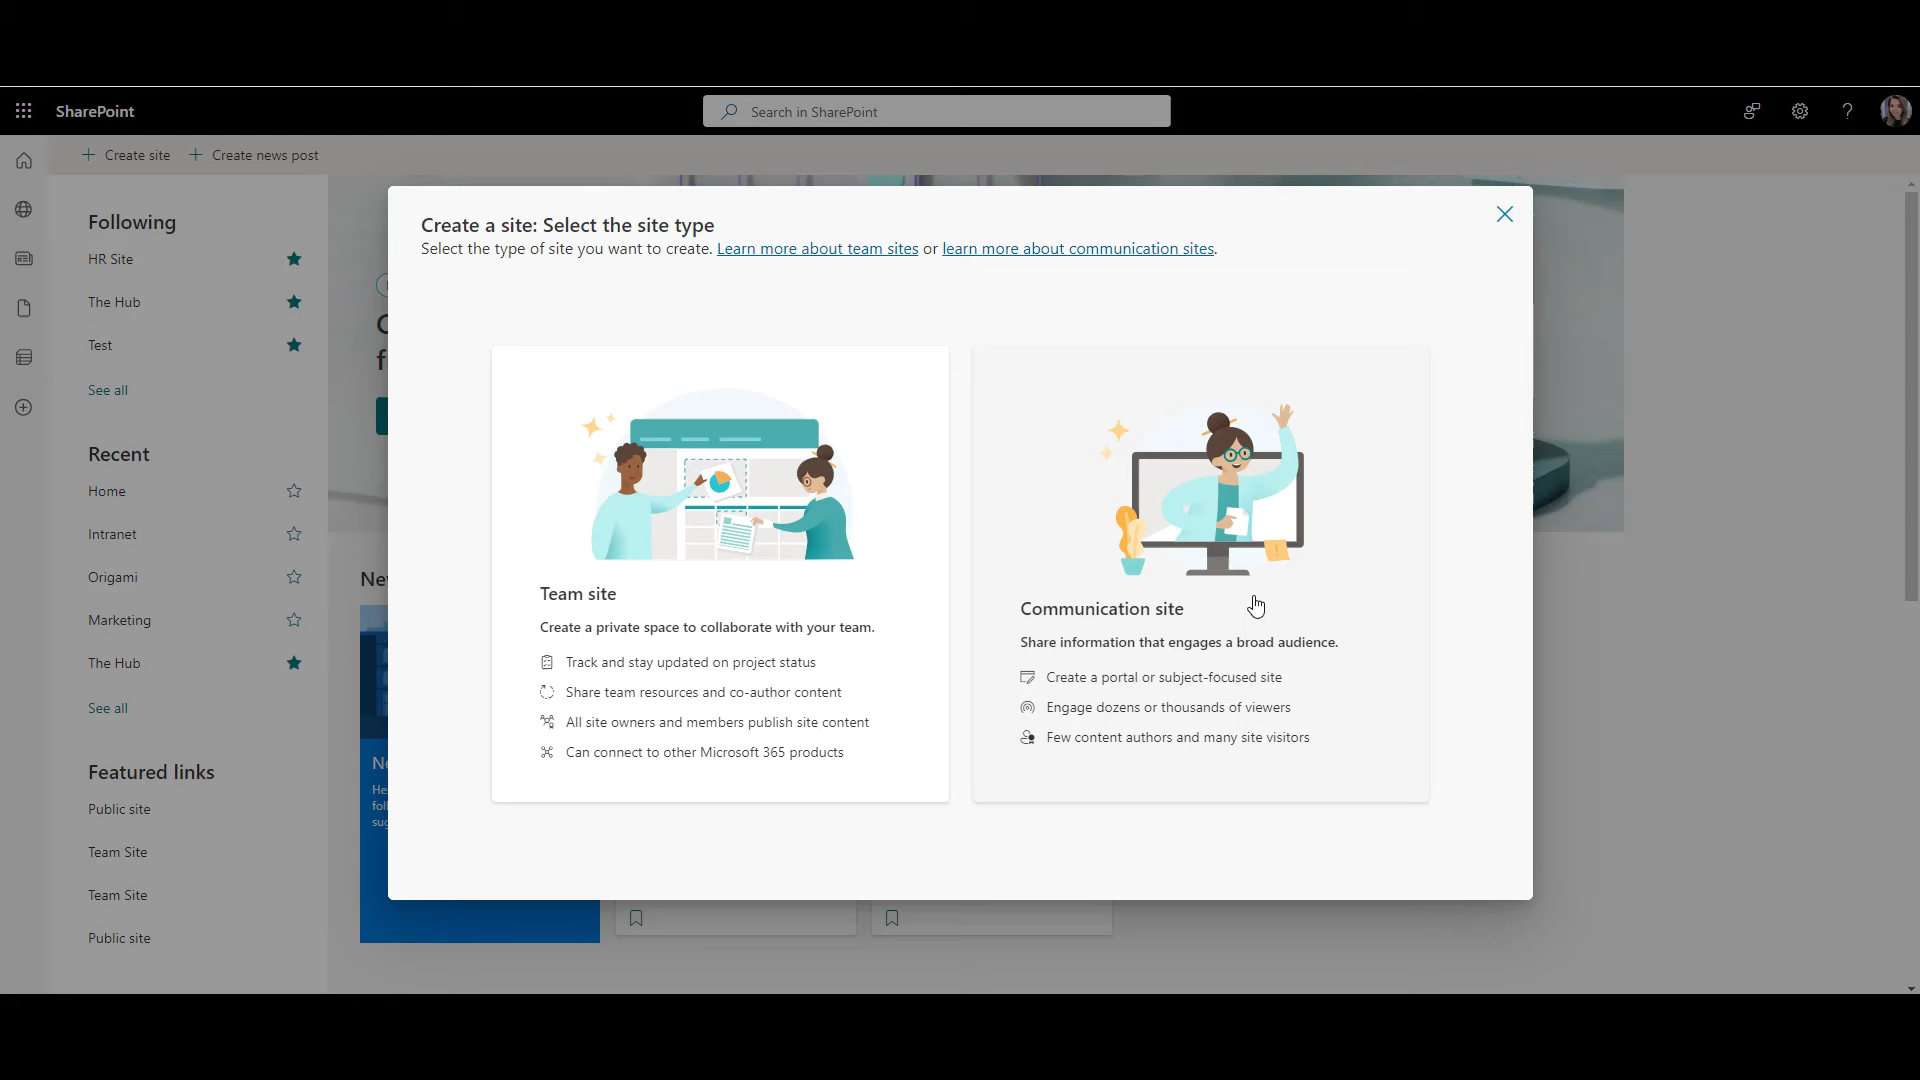 SharePoint
Search in SharePoint
?
Create site
Create news post
Following
HR Site
The Hub
Test
See all
Recent
Home
Intranet
Origami
Marketing
The Hub
See all
Featured links
Public site
Team Site
Team Site
Public site
Create a site: Select the site type
Select the type of site you want to create. Learn more about team sites or learn more about communication sites.
Team site
Create a private space to collaborate with your team.
Track and stay updated on project status
Share team resources and co-author content
All site owners and members publish site content
Can connect to other Microsoft 365 products
Communication site
Share information that engages a broad audience.
Create a portal or subject-focused site
Engage dozens or thousands of viewers
Few content authors and many site visitors